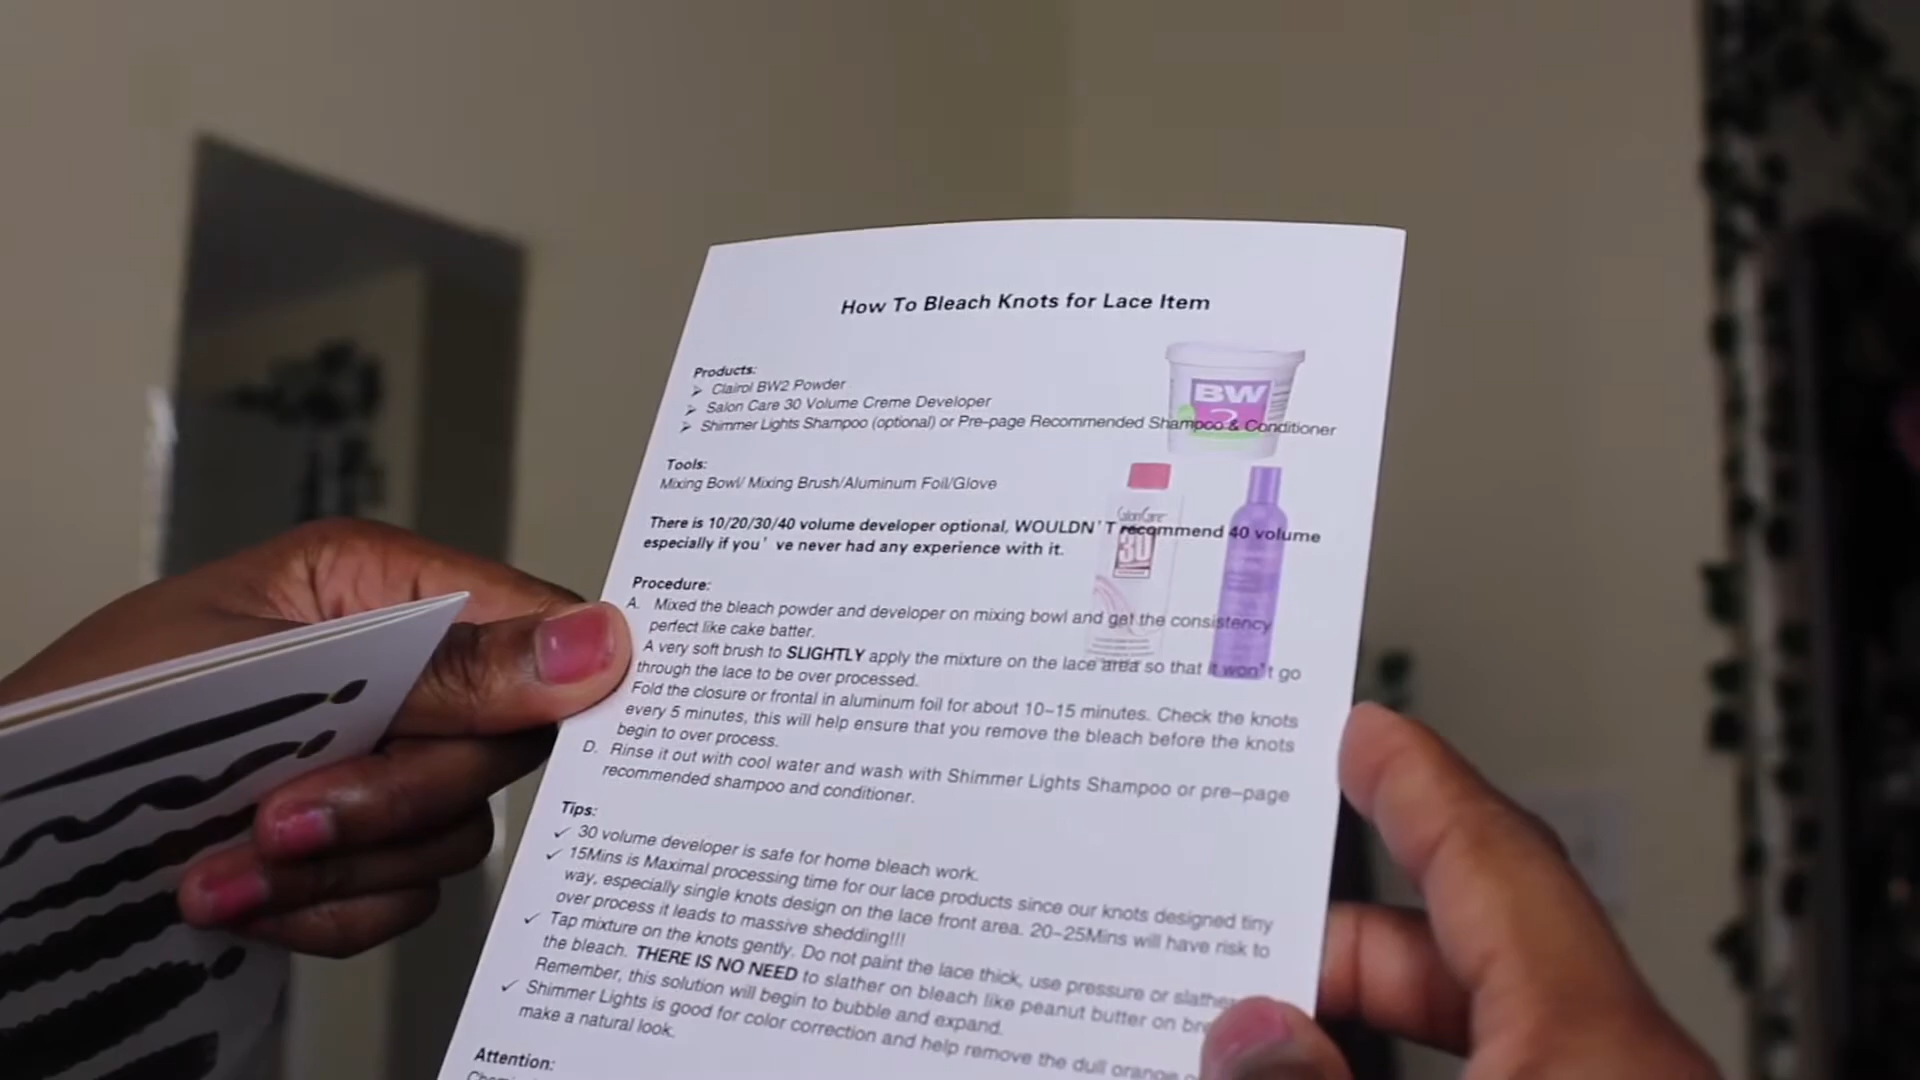 How To Bleach Knots for Lace Item
Products:
➢ Clairol BW2 Powder
➢ Salon Care 30 Volume Creme Developer
➢ Shimmer Lights Shampoo (optional) or Pre-page Recommended Shampoo & Conditioner
BW
2
Tools:
Mixing Bowl/ Mixing Brush/Aluminum Foil/Glove
Salon Care
30
There is 10/20/30/40 volume developer optional, WOULDN'T recommend 40 volume
especially if you've never had any experience with it.
Procedure:
A. Mixed the bleach powder and developer on mixing bowl and get the consistency
perfect like cake batter.
A very soft brush to SLIGHTLY apply the mixture on the lace area so that it won't go
through the lace to be over processed.
Fold the closure or frontal in aluminum foil for about 10-15 minutes. Check the knots
every 5 minutes, this will help ensure that you remove the bleach before the knots
begin to over process.
D. Rinse it out with cool water and wash with Shimmer Lights Shampoo or pre-page
recommended shampoo and conditioner.
Tips:
✓ 30 volume developer is safe for home bleach work.
✓ 15Mins is Maximal processing time for our lace products since our knots designed tiny
way, especially single knots design on the lace front area. 20-25Mins will have risk to
over process it leads to massive shedding!!!
✓ Tap mixture on the knots gently. Do not paint the lace thick, use pressure or slather
the bleach. THERE IS NO NEED to slather on bleach like peanut butter on
Remember, this solution will begin to bubble and expand.
✓ Shimmer Lights is good for color correction and help remove the dull orange
make a natural look.
Attention: